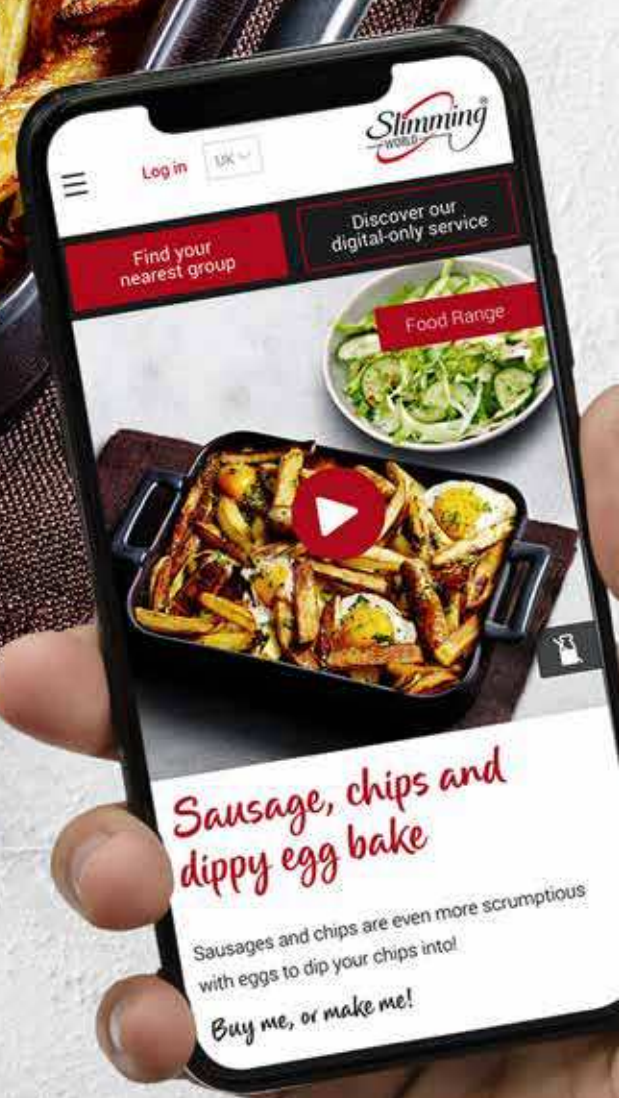 Log in
UK
Slimming
WORLD
®
Find your
nearest group
Discover our
digital-only service
Food Range
Sausage, chips and
dippy egg bake
Sausages and chips are even more scrumptious
with eggs to dip your chips into!
Buy me, or make me!